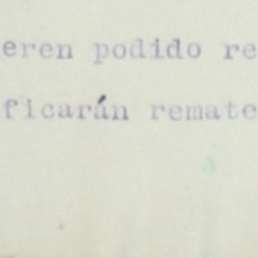 eren podido re
ficarán remate